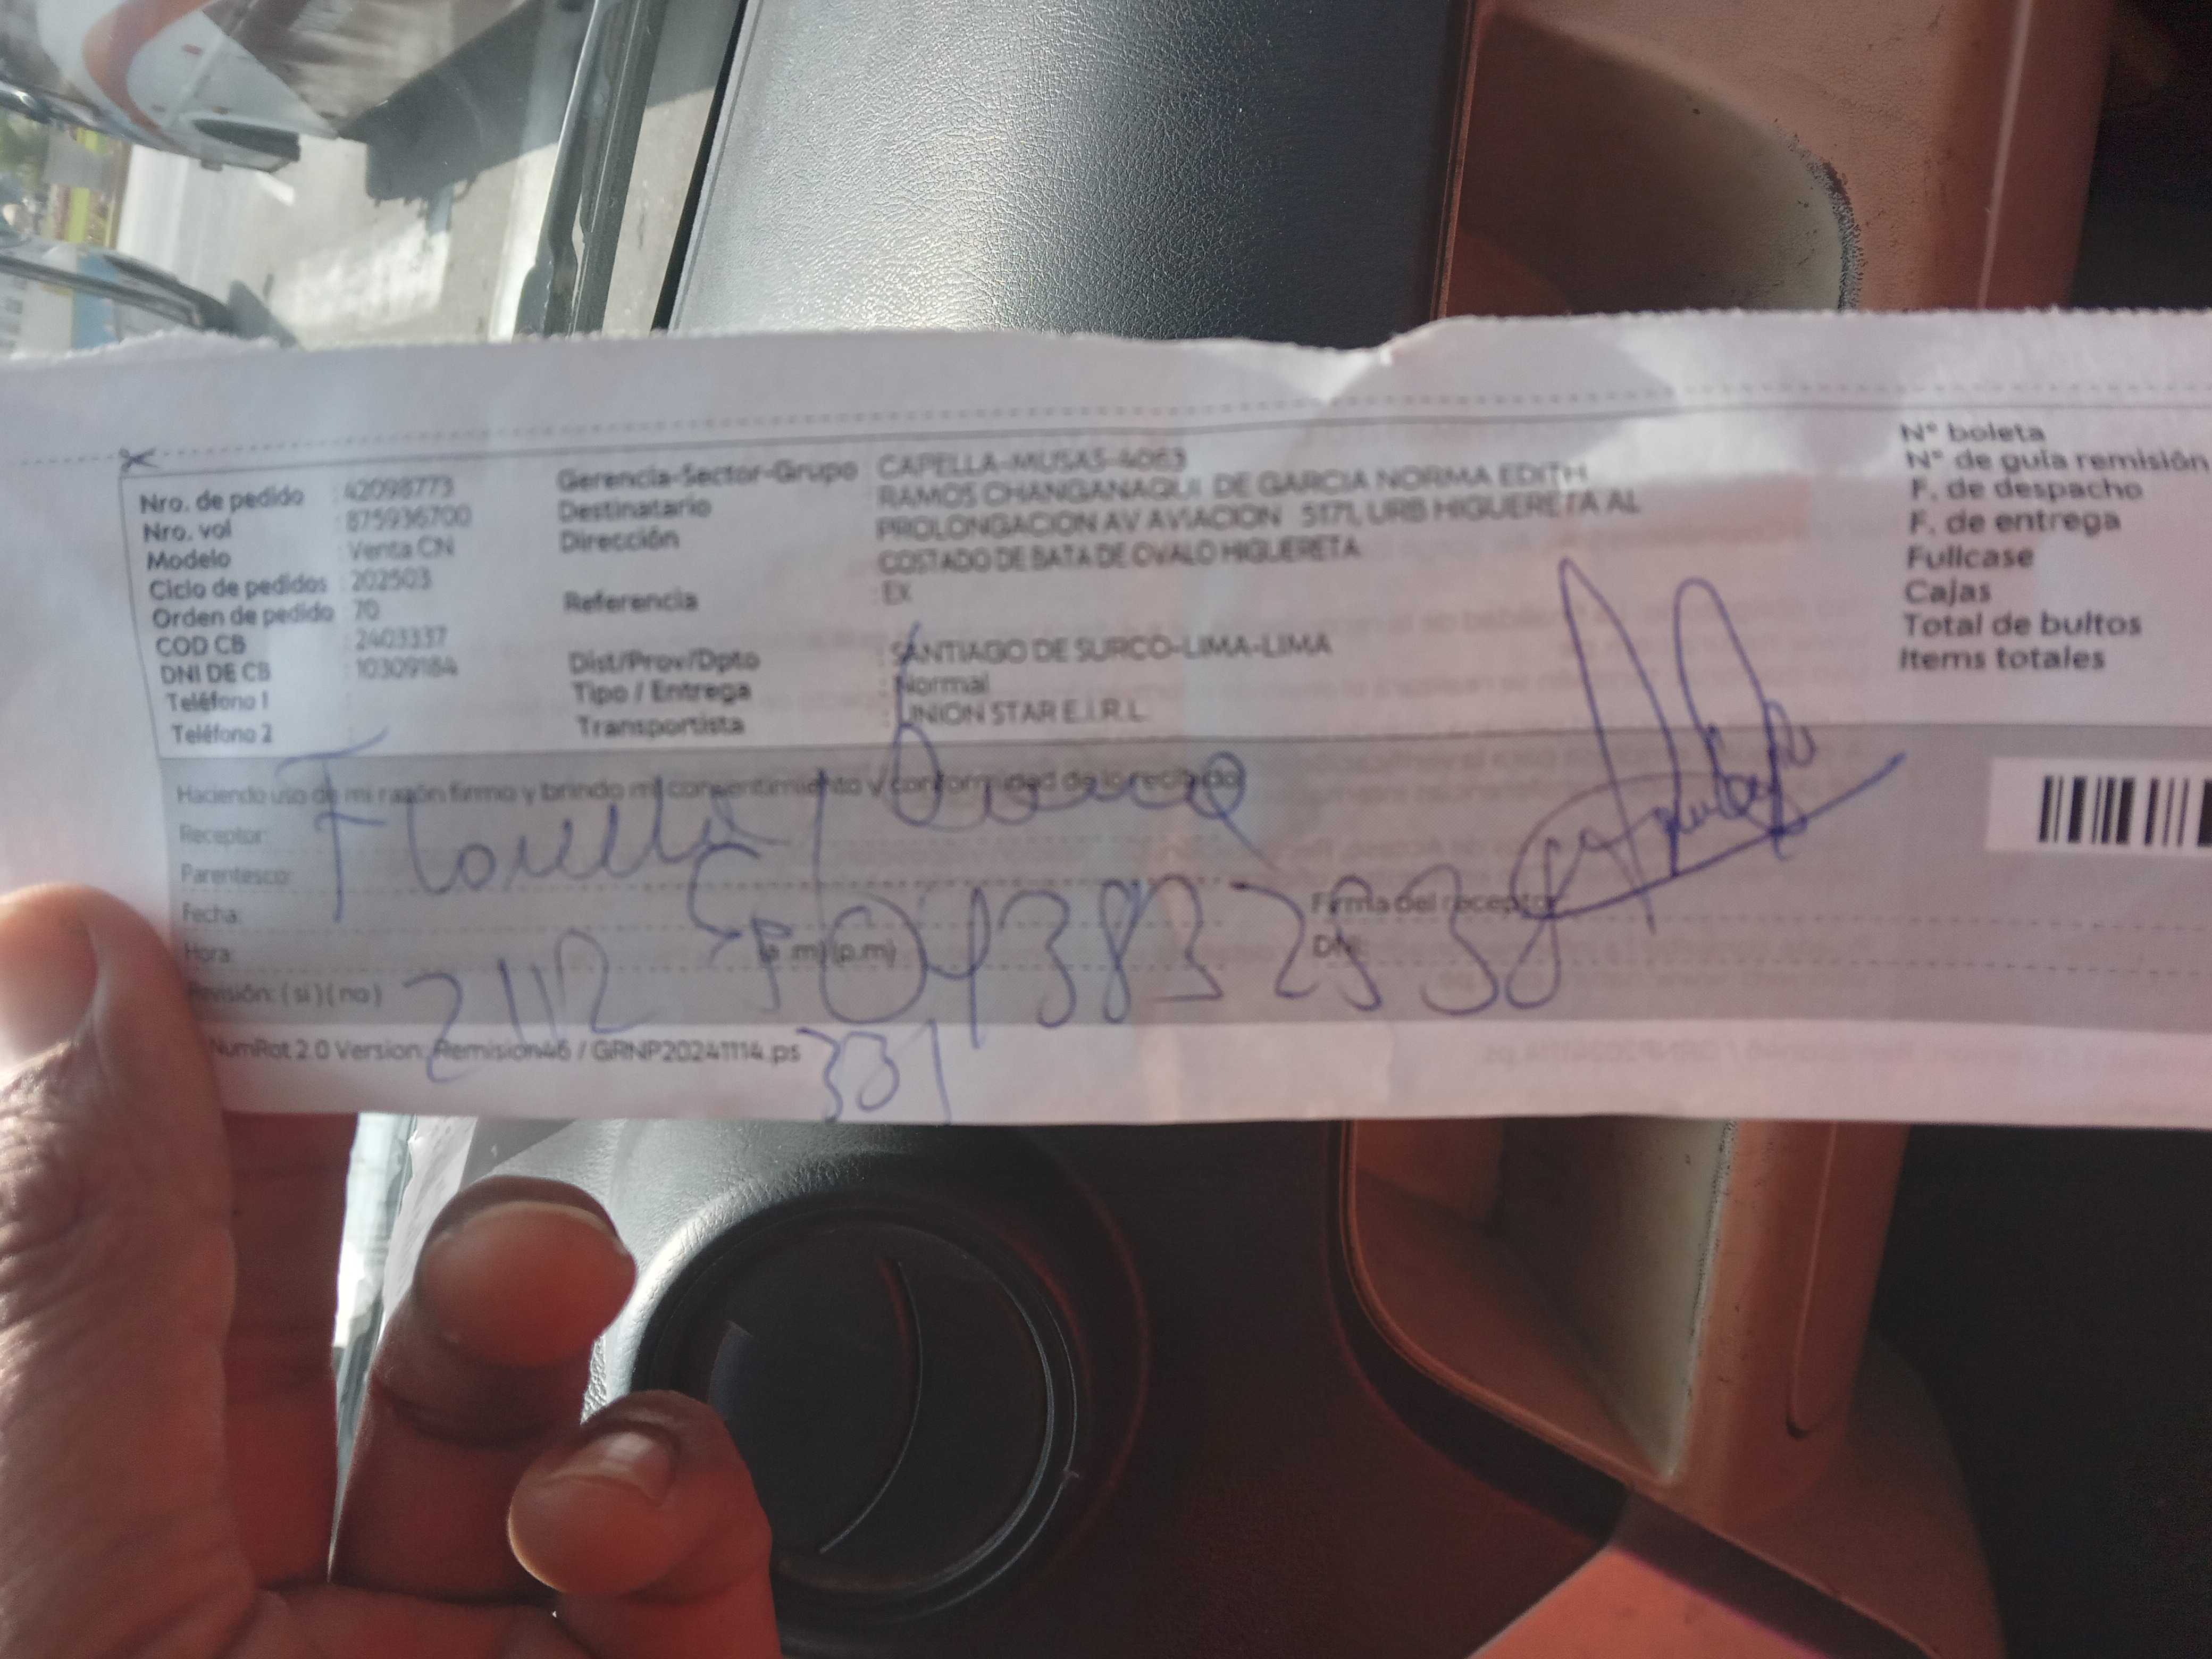 Nro. de pedido : 42098773
Nro. vol : 875936700
Modelo : Venta CN
Ciclo de pedidos : 202503
Orden de pedido : 70
COD CB : 2403337
DNI DE CB : 10309184
Teléfono 1 :
Teléfono 2 :
Gerencia-Sector-Grupo : CAPELLA-MUSAS-4063
Destinatario : RAMOS CHANGANAQUI DE GARCIA NORMA EDITH
Dirección : PROLONGACION AV AVIACION 5171, URB HIGUERETA AL
COSTADO DE BATA DE OVALO HIGUERETA
Referencia : EX
Dist/Prov/Dpto : SANTIAGO DE SURCO-LIMA-LIMA
Tipo / Entrega : Normal
Transportista : UNION STAR E.I.R.L
N° boleta
N° de guía remisión
F. de despacho
F. de entrega
Fullcase
Cajas
Total de bultos
Items totales
Haciendo uso de mi razón firmo y brindo mi consentimiento y conformidad de lo recibido
Receptor:
Parentesco:
Fecha:
Hora: (a.m) (p.m)
Revisión: (si) (no)
Firma del receptor:
DNI:
2112
331
NumRot 2.0 Version: Remision46 / GRNP20241114.ps